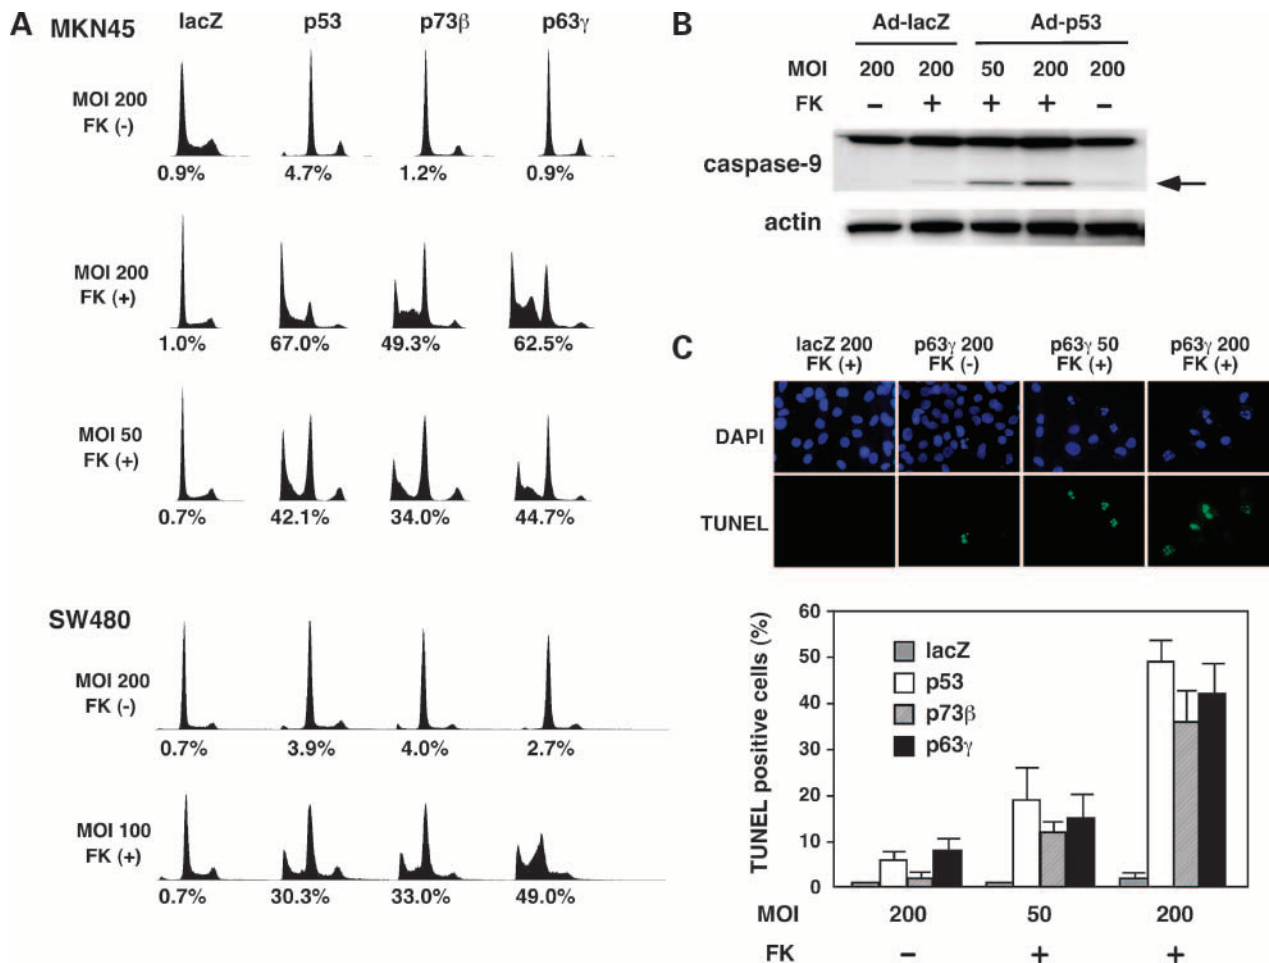 A
MKN45
lacZ p53 p73β p63γ
MOI 200
FK (-)
0.9% 4.7% 1.2% 0.9%
MOI 200
FK (+)
1.0% 67.0% 49.3% 62.5%
MOI 50
FK (+)
0.7% 42.1% 34.0% 44.7%
SW480
MOI 200
FK (-)
0.7% 3.9% 4.0% 2.7%
MOI 100
FK (+)
0.7% 30.3% 33.0% 49.0%
B
Ad-lacZ Ad-p53
MOI 200 200 50 200 200
FK − + + + −
caspase-9
actin
C
lacZ 200 p63γ 200 p63γ 50 p63γ 200
FK (+) FK (-) FK (+) FK (+)
DAPI
TUNEL
TUNEL positive cells (%)
60
50
40
30
20
10
0
lacZ
p53
p73β
p63γ
MOI 200 50 200
FK − + +